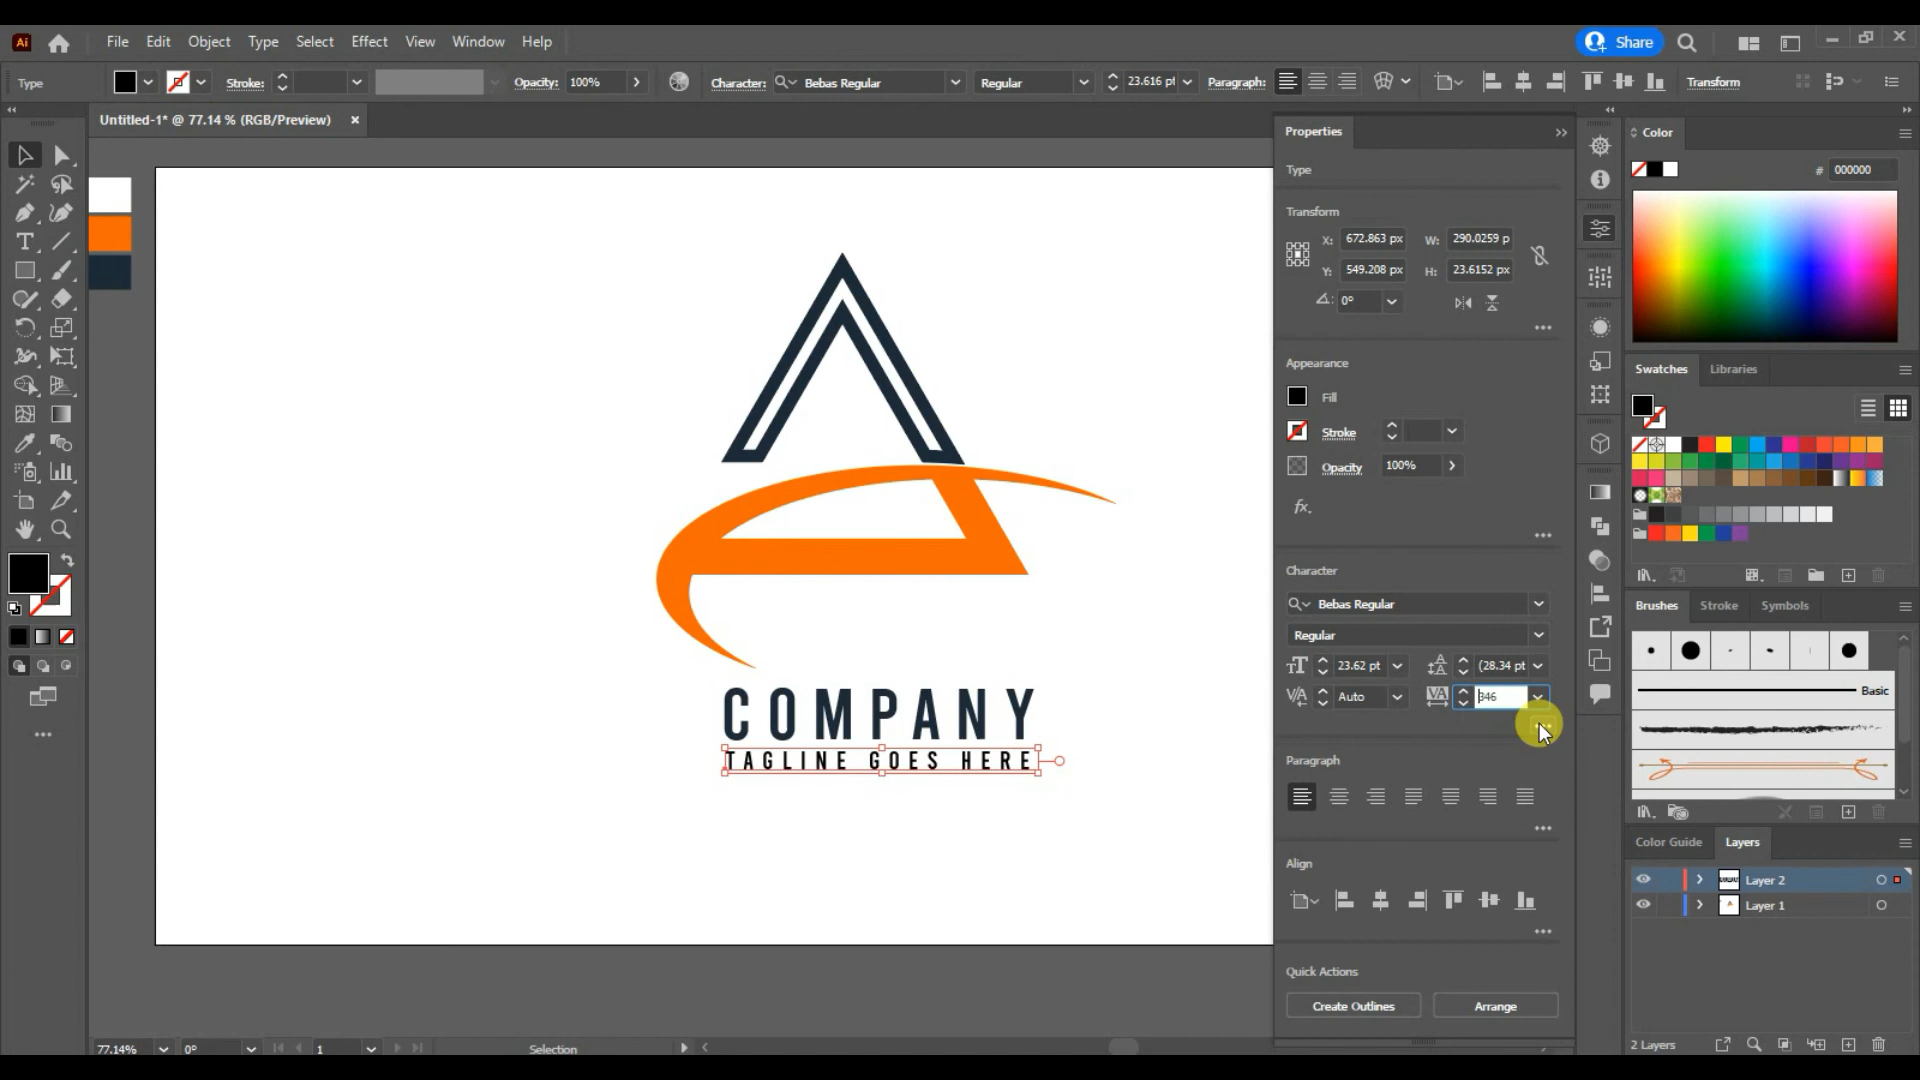 Ai File Edit Object Type Select Effect View Window Help Share
Type Stroke: Opacity: 100% Character: Bebas Regular Regular 23.616 pt Paragraph: Transform
Untitled-1* @ 77.14 % (RGB/Preview) ×
Properties
Type
Transform
X: 672.863 px W: 290.0259 p
Y: 549.208 px H: 23.6152 px
0°
Appearance
Fill
Stroke
Opacity 100%
fx.
Character
Bebas Regular
Regular
23.62 pt (28.34 pt
Auto 346
Paragraph
Align
Quick Actions
Create Outlines Arrange
Color
# 000000
Swatches Libraries
Brushes Stroke Symbols
Basic
Color Guide Layers
Layer 2
Layer 1
2 Layers
COMPANY
TAGLINE GOES HERE
77.14% 0° 1 Selection